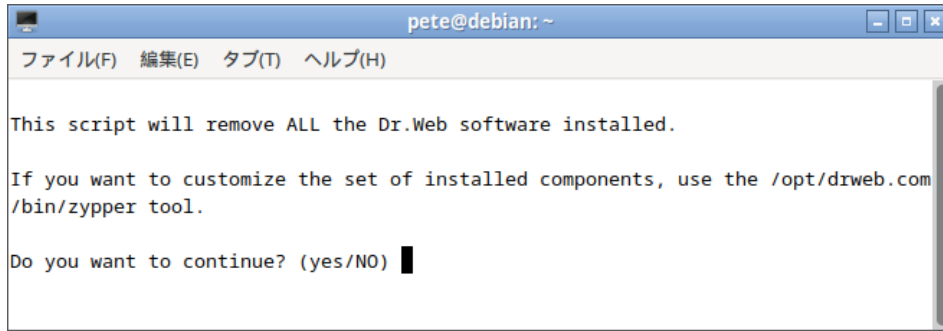 pete@debian: ~
ファイル(F) 編集(E) タブ(T) ヘルプ(H)
This script will remove ALL the Dr.Web software installed.
If you want to customize the set of installed components, use the /opt/drweb.com
/bin/zypper tool.
Do you want to continue? (yes/NO)